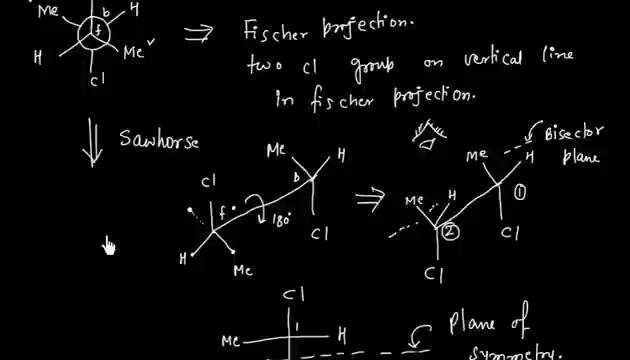 Me b H
f
H Me
Cl
⇒ Fischer projection.
two cl group on vertical line
in fischer projection.
Sawhorse
Bisector
plane
Me H
b
Cl
f
180°
H Me
Cl
⇒
Me H
①
Cl
Me H
②
Cl
Cl
Me 1 H
Plane of
symmetry.